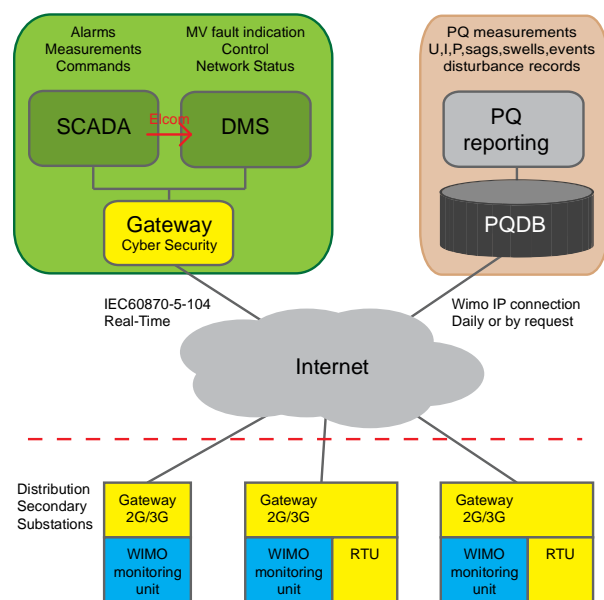 Alarms
Measurements
Commands
MV fault indication
Control
Network Status
PQ measurements
U,I,P,sags,swells,events
disturbance records
SCADA
Elcom
DMS
PQ
reporting
Gateway
Cyber Security
PQDB
IEC60870-5-104
Real-Time
Wimo IP connection
Daily or by request
Internet
Distribution
Secondary
Substations
Gateway
2G/3G
WIMO
monitoring
unit
Gateway
2G/3G
WIMO
monitoring
unit
RTU
Gateway
2G/3G
WIMO
monitoring
unit
RTU